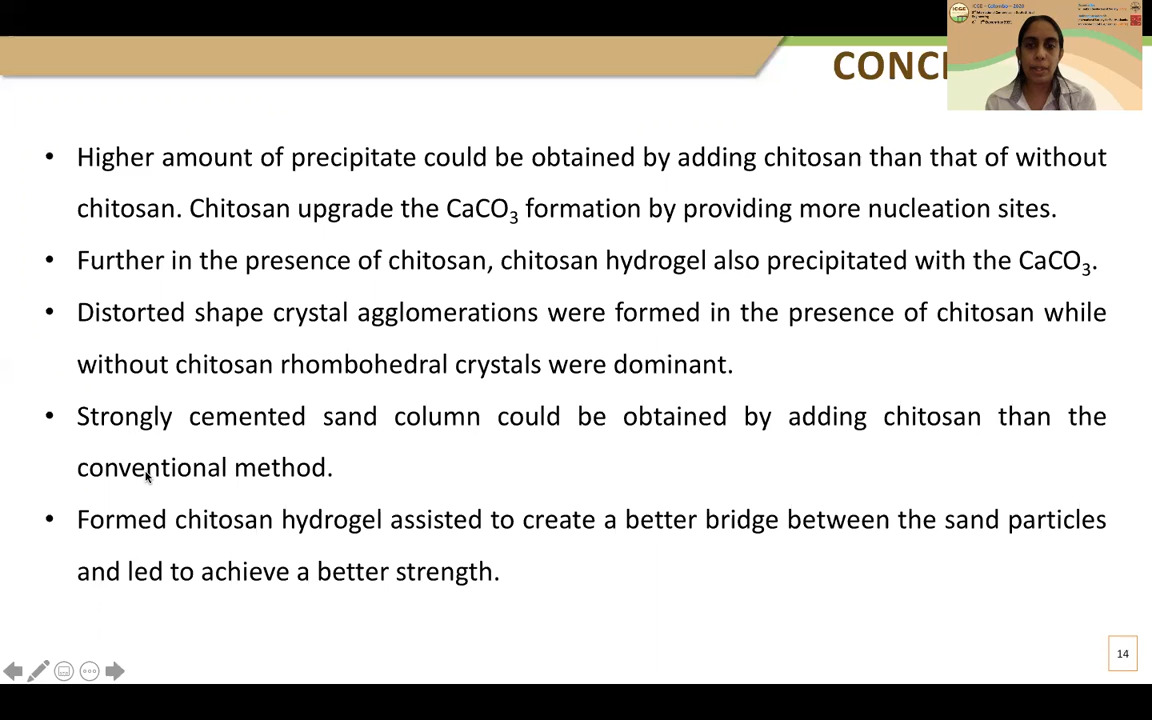 ICGE - Colombo - 2020
CONCL
• Higher amount of precipitate could be obtained by adding chitosan than that of without
chitosan. Chitosan upgrade the CaCO₃ formation by providing more nucleation sites.
• Further in the presence of chitosan, chitosan hydrogel also precipitated with the CaCO₃.
• Distorted shape crystal agglomerations were formed in the presence of chitosan while
without chitosan rhombohedral crystals were dominant.
• Strongly cemented sand column could be obtained by adding chitosan than the
conventional method.
• Formed chitosan hydrogel assisted to create a better bridge between the sand particles
and led to achieve a better strength.
14